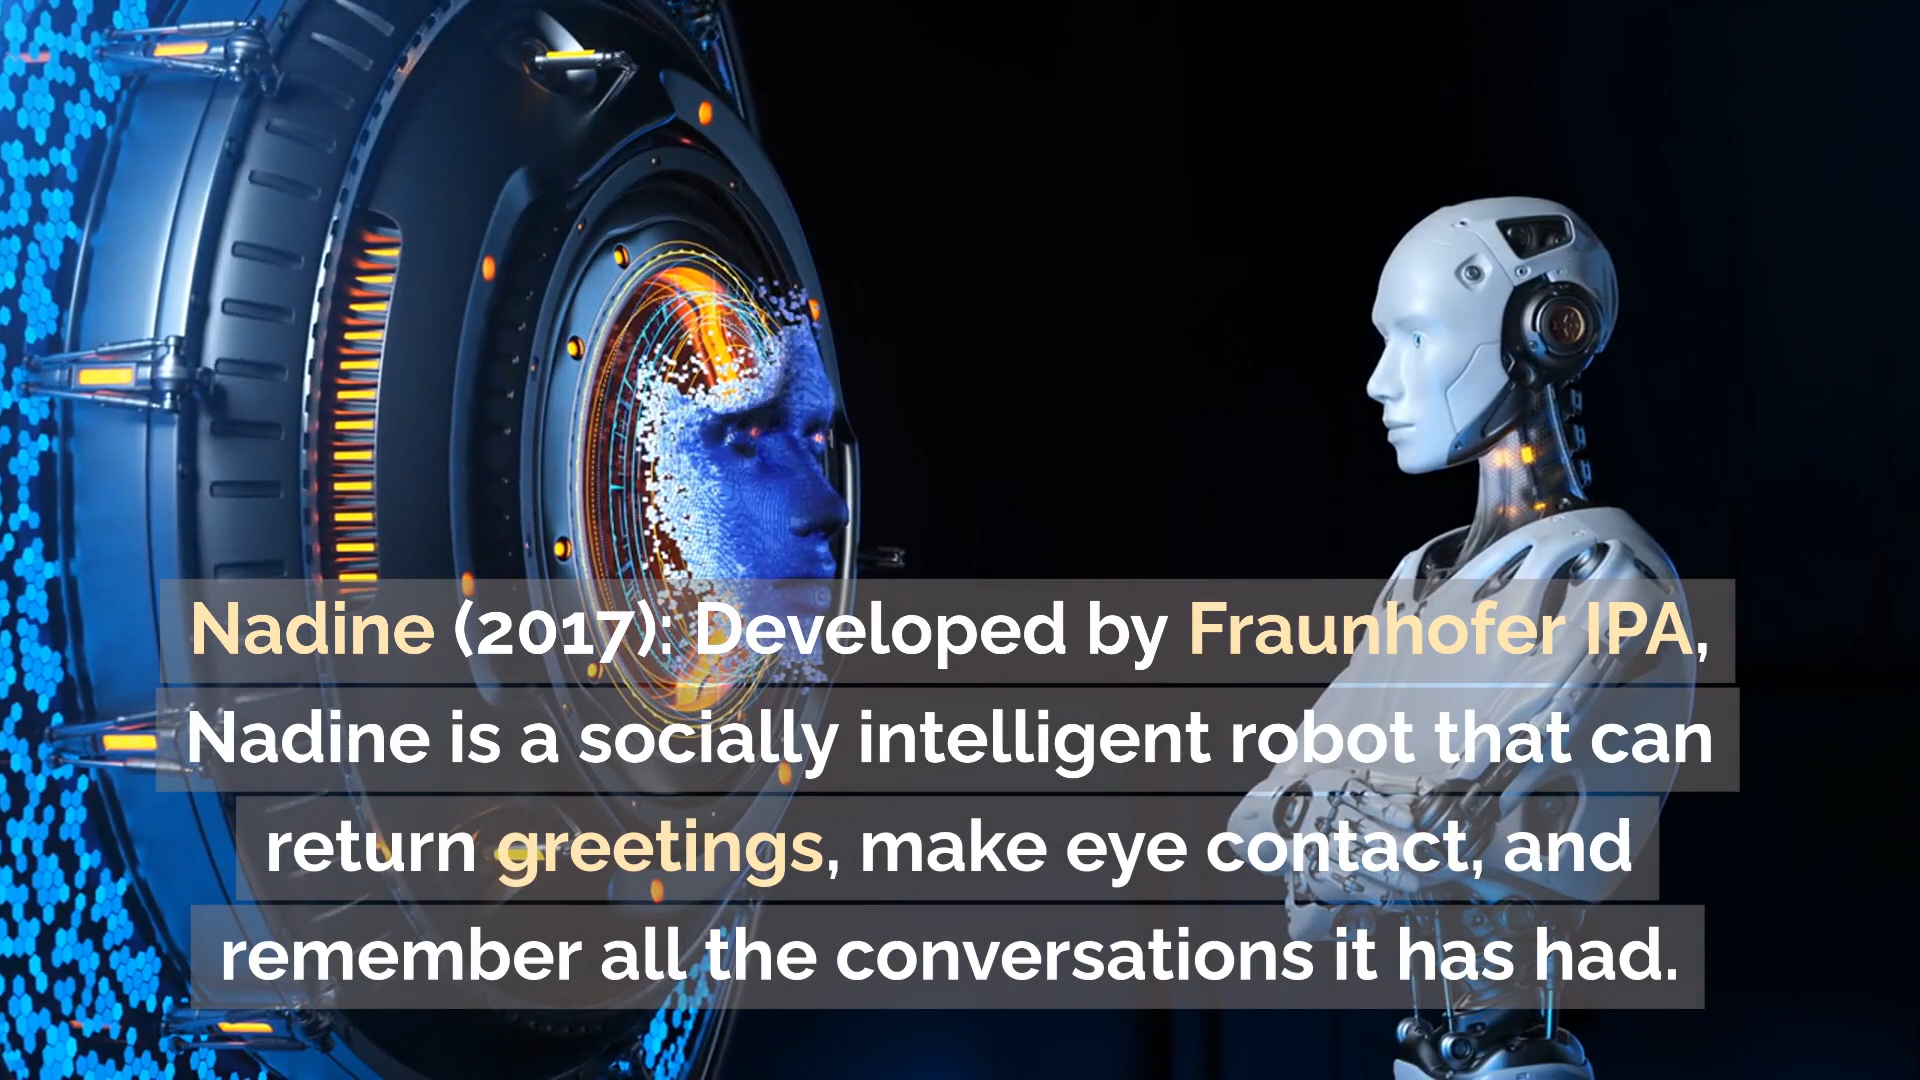 Nadine (2017): Developed by Fraunhofer IPA,
Nadine is a socially intelligent robot that can
return greetings, make eye contact, and
remember all the conversations it has had.